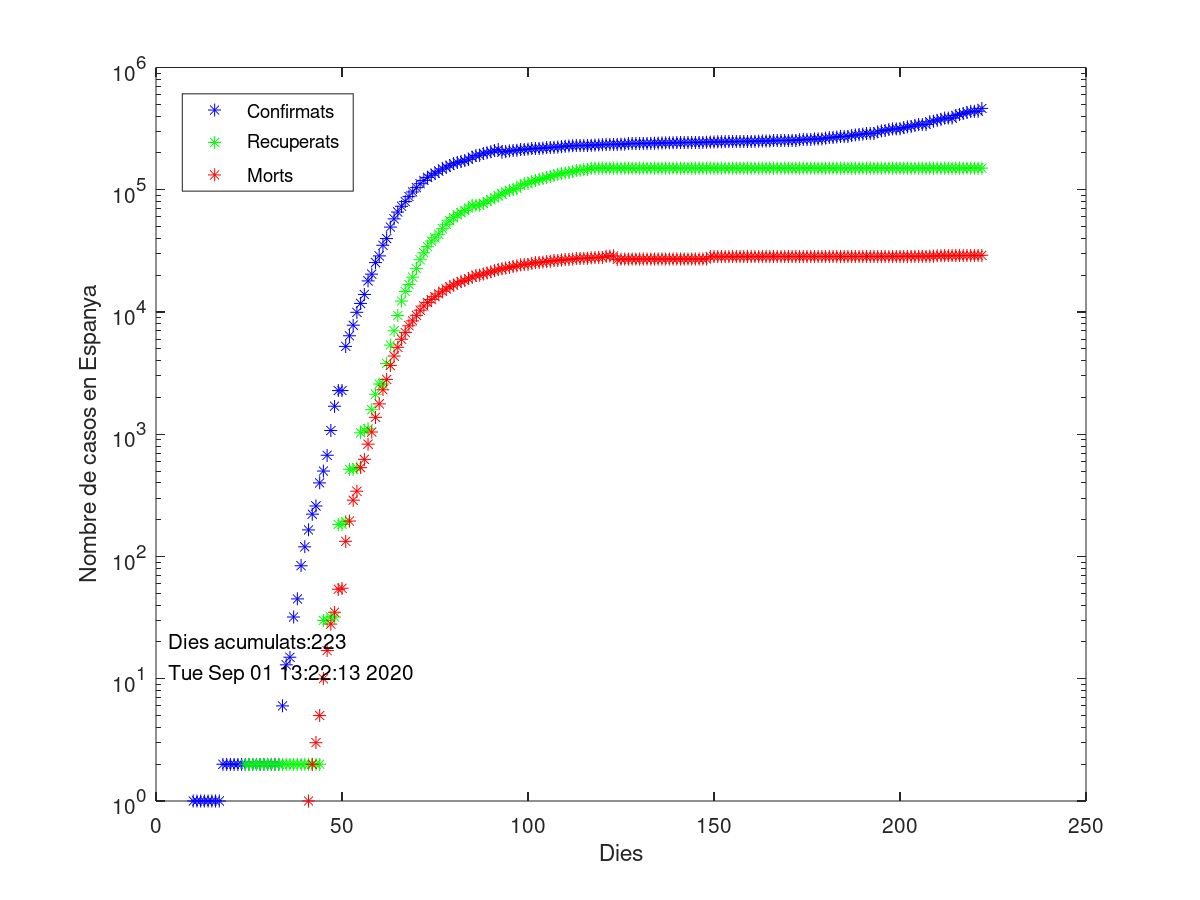 10^6
10^5
10^4
10^3
10^2
10^1
10^0
Nombre de casos en Espanya
Confirmats
Recuperats
Morts
Dies acumulats:223
Tue Sep 01 13:22:13 2020
0 50 100 150 200 250
Dies